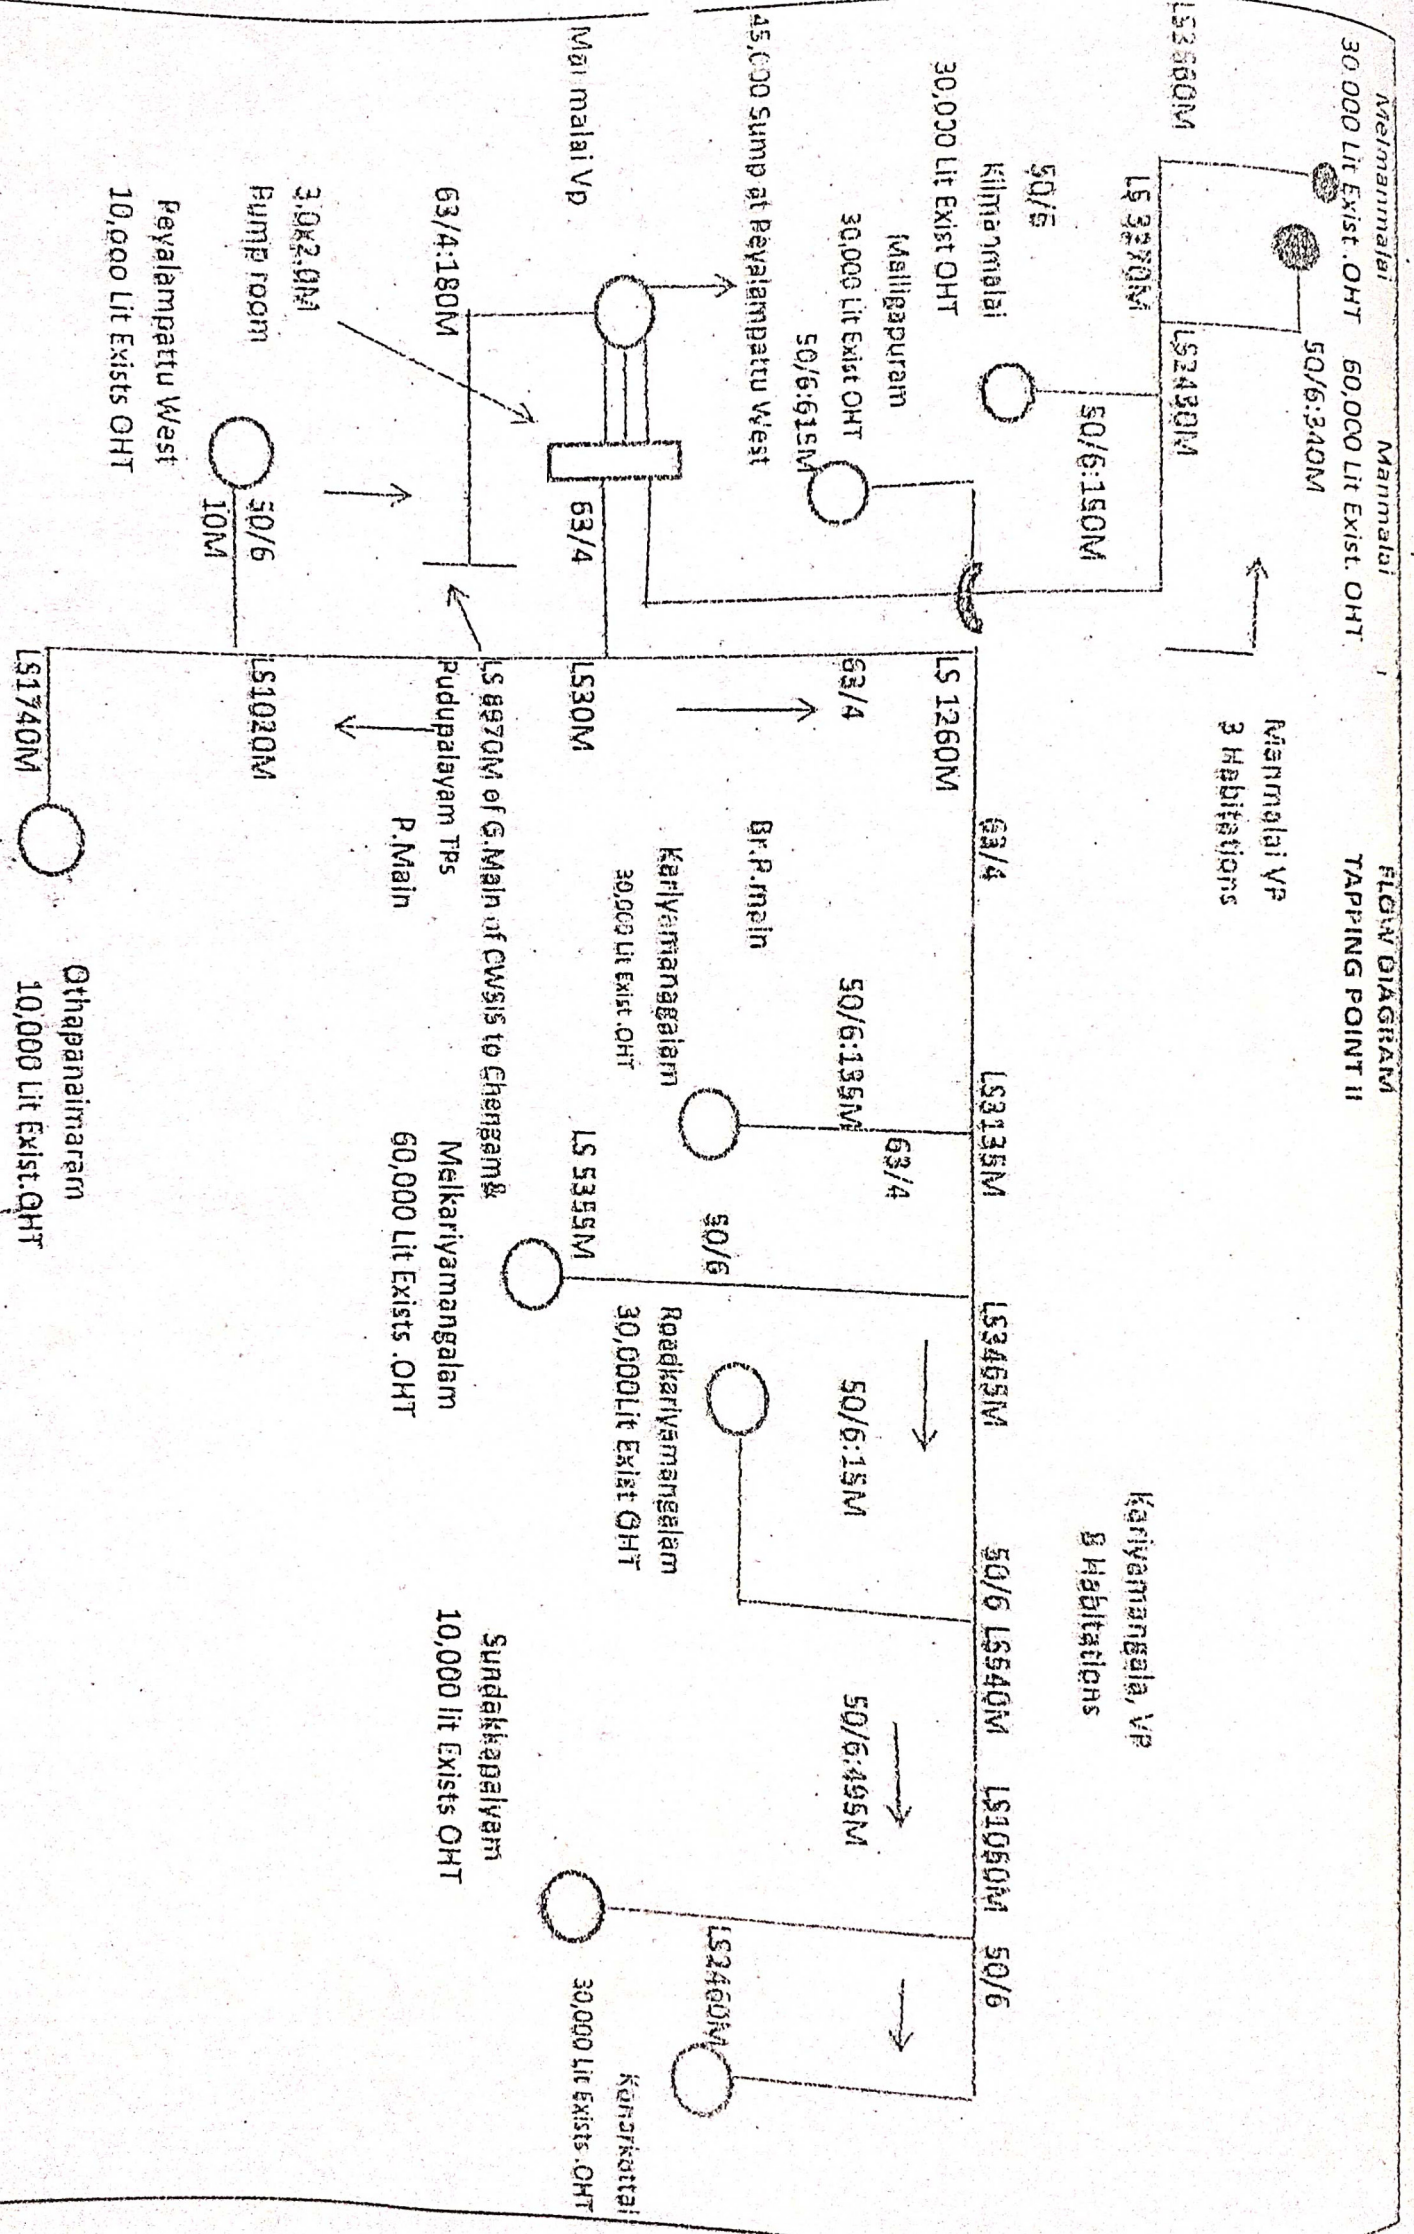 FLOW DIAGRAM
TAPPING POINT II
Melmanmalai
30.000 Lit Exist .OHT
Manmalai
60,000 Lit Exist. OHT
50/6:340M
Manmalai VP
3 Habitations
LS3660M
LS 3270M
LS2430M
50/6
50/6:150M
Kilmanmalai
30,000 Lit Exist OHT
Malligapuram
30,000 Lit Exist OHT
50/6:615M
45,000 Sump at Peyalampattu West
Kariyamangala, VP
8 Habitations
LS 1260M
63/4
LS3135M
LS3465M
50/6
LS540M
LS1050M
50/6
63/4
50/6:135M
63/4
50/6:15M
50/6:495M
Br.P.main
Kariyamanagalam
30,000 Lit Exist .OHT
50/6
Roadkariyamangalam
30,000Lit Exist OHT
LS2460M
Konarkottai
30,000 Lit Exists .OHT
malai Vp
63/4
LS30M
LS 5355M
63/4:180M
LS 8970M of G.Main of CWSIS to Chengam&
Pudupalayam TPs
P.Main
Melkariyamangalam
60,000 Lit Exists .OHT
Sundakkapalyam
10,000 lit Exists OHT
3.0x2.0M
Pump room
50/6
10M
LS1020M
Peyalampattu West
10,000 Lit Exists OHT
LS1740M
Othapanaimaram
10,000 Lit Exist.OHT